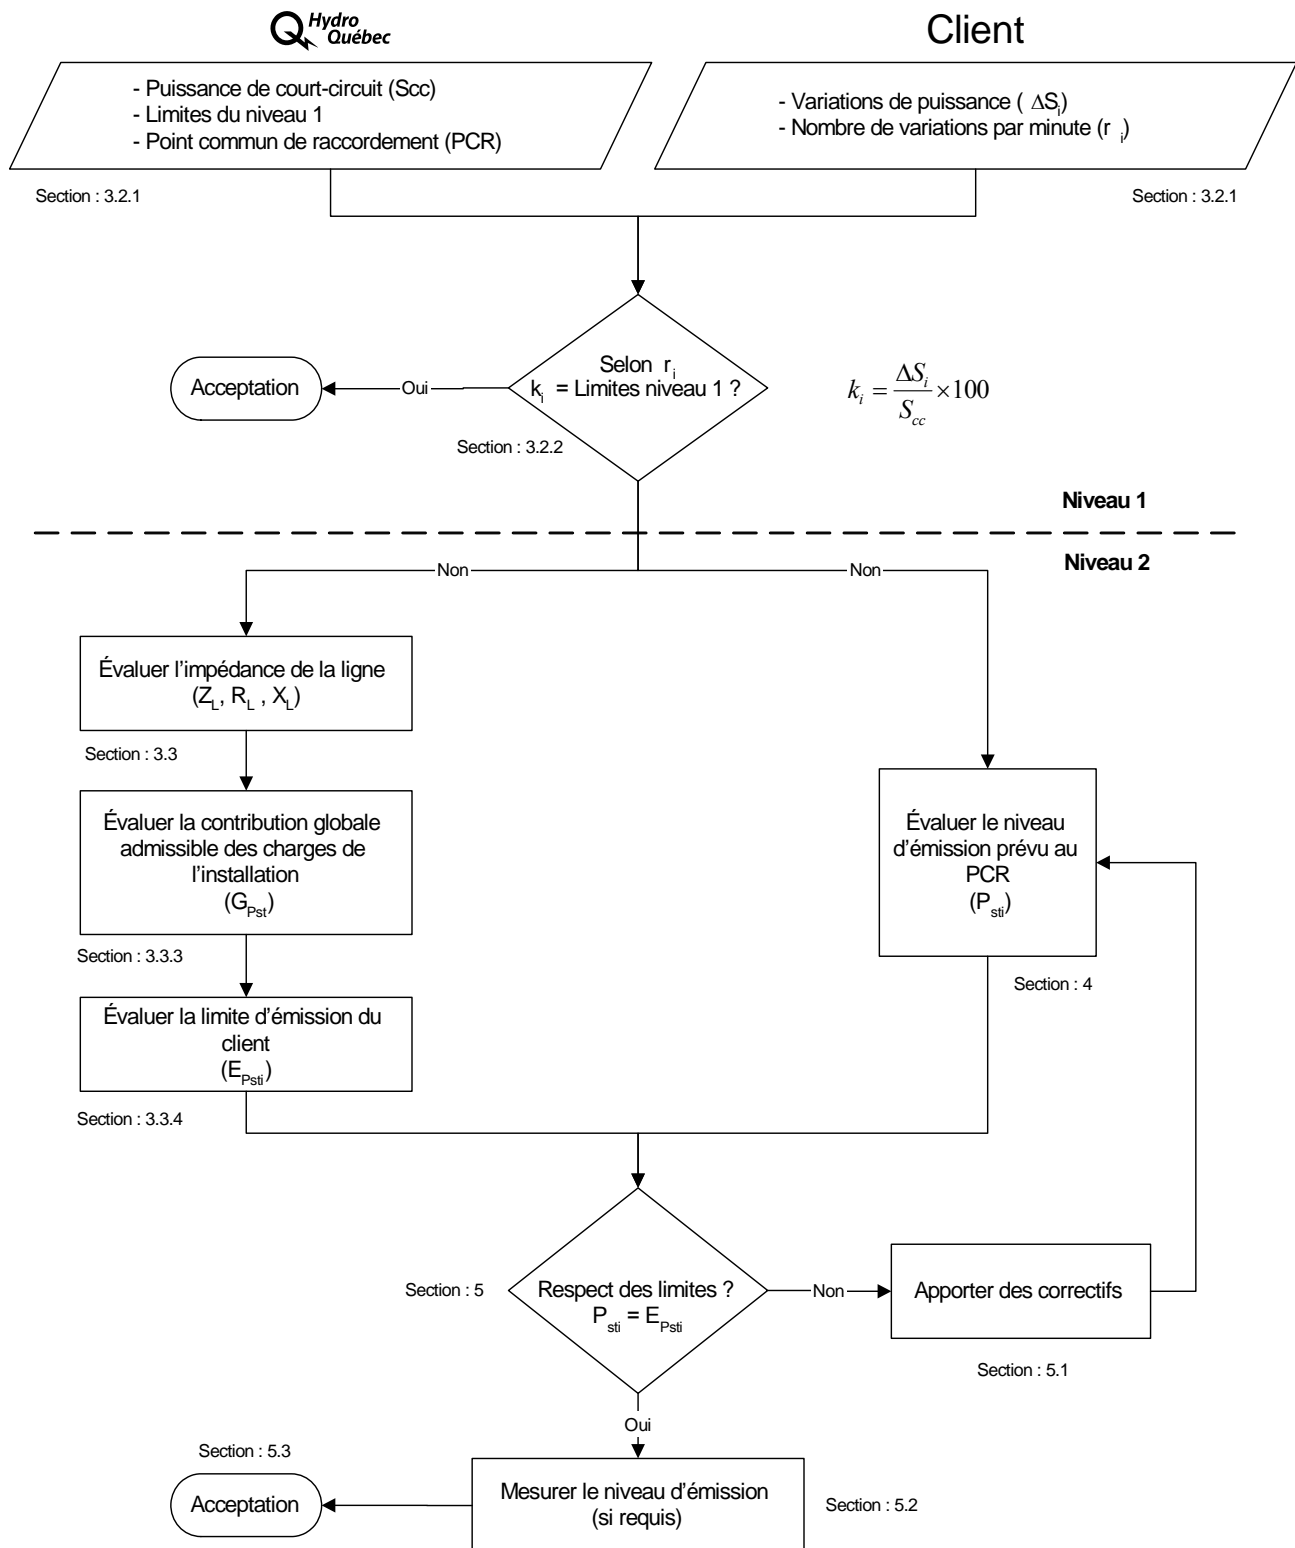 Hydro
Québec
Client
- Puissance de court-circuit (Scc)
- Limites du niveau 1
- Point commun de raccordement (PCR)
- Variations de puissance ( ΔSi)
- Nombre de variations par minute (r i)
Section : 3.2.1
Section : 3.2.1
Selon ri
ki = Limites niveau 1 ?
Oui
Acceptation
ki = ΔSi / Scc ×100
Section : 3.2.2
Niveau 1
Niveau 2
Non
Non
Évaluer l'impédance de la ligne
(ZL, RL , XL)
Section : 3.3
Évaluer la contribution globale
admissible des charges de
l'installation
(GPst)
Section : 3.3.3
Évaluer le niveau
d'émission prévu au
PCR
(Psti)
Section : 4
Évaluer la limite d'émission du
client
(EPsti)
Section : 3.3.4
Section : 5
Respect des limites ?
Psti = EPsti
Non
Apporter des correctifs
Section : 5.1
Oui
Section : 5.3
Acceptation
Mesurer le niveau d'émission
(si requis)
Section : 5.2